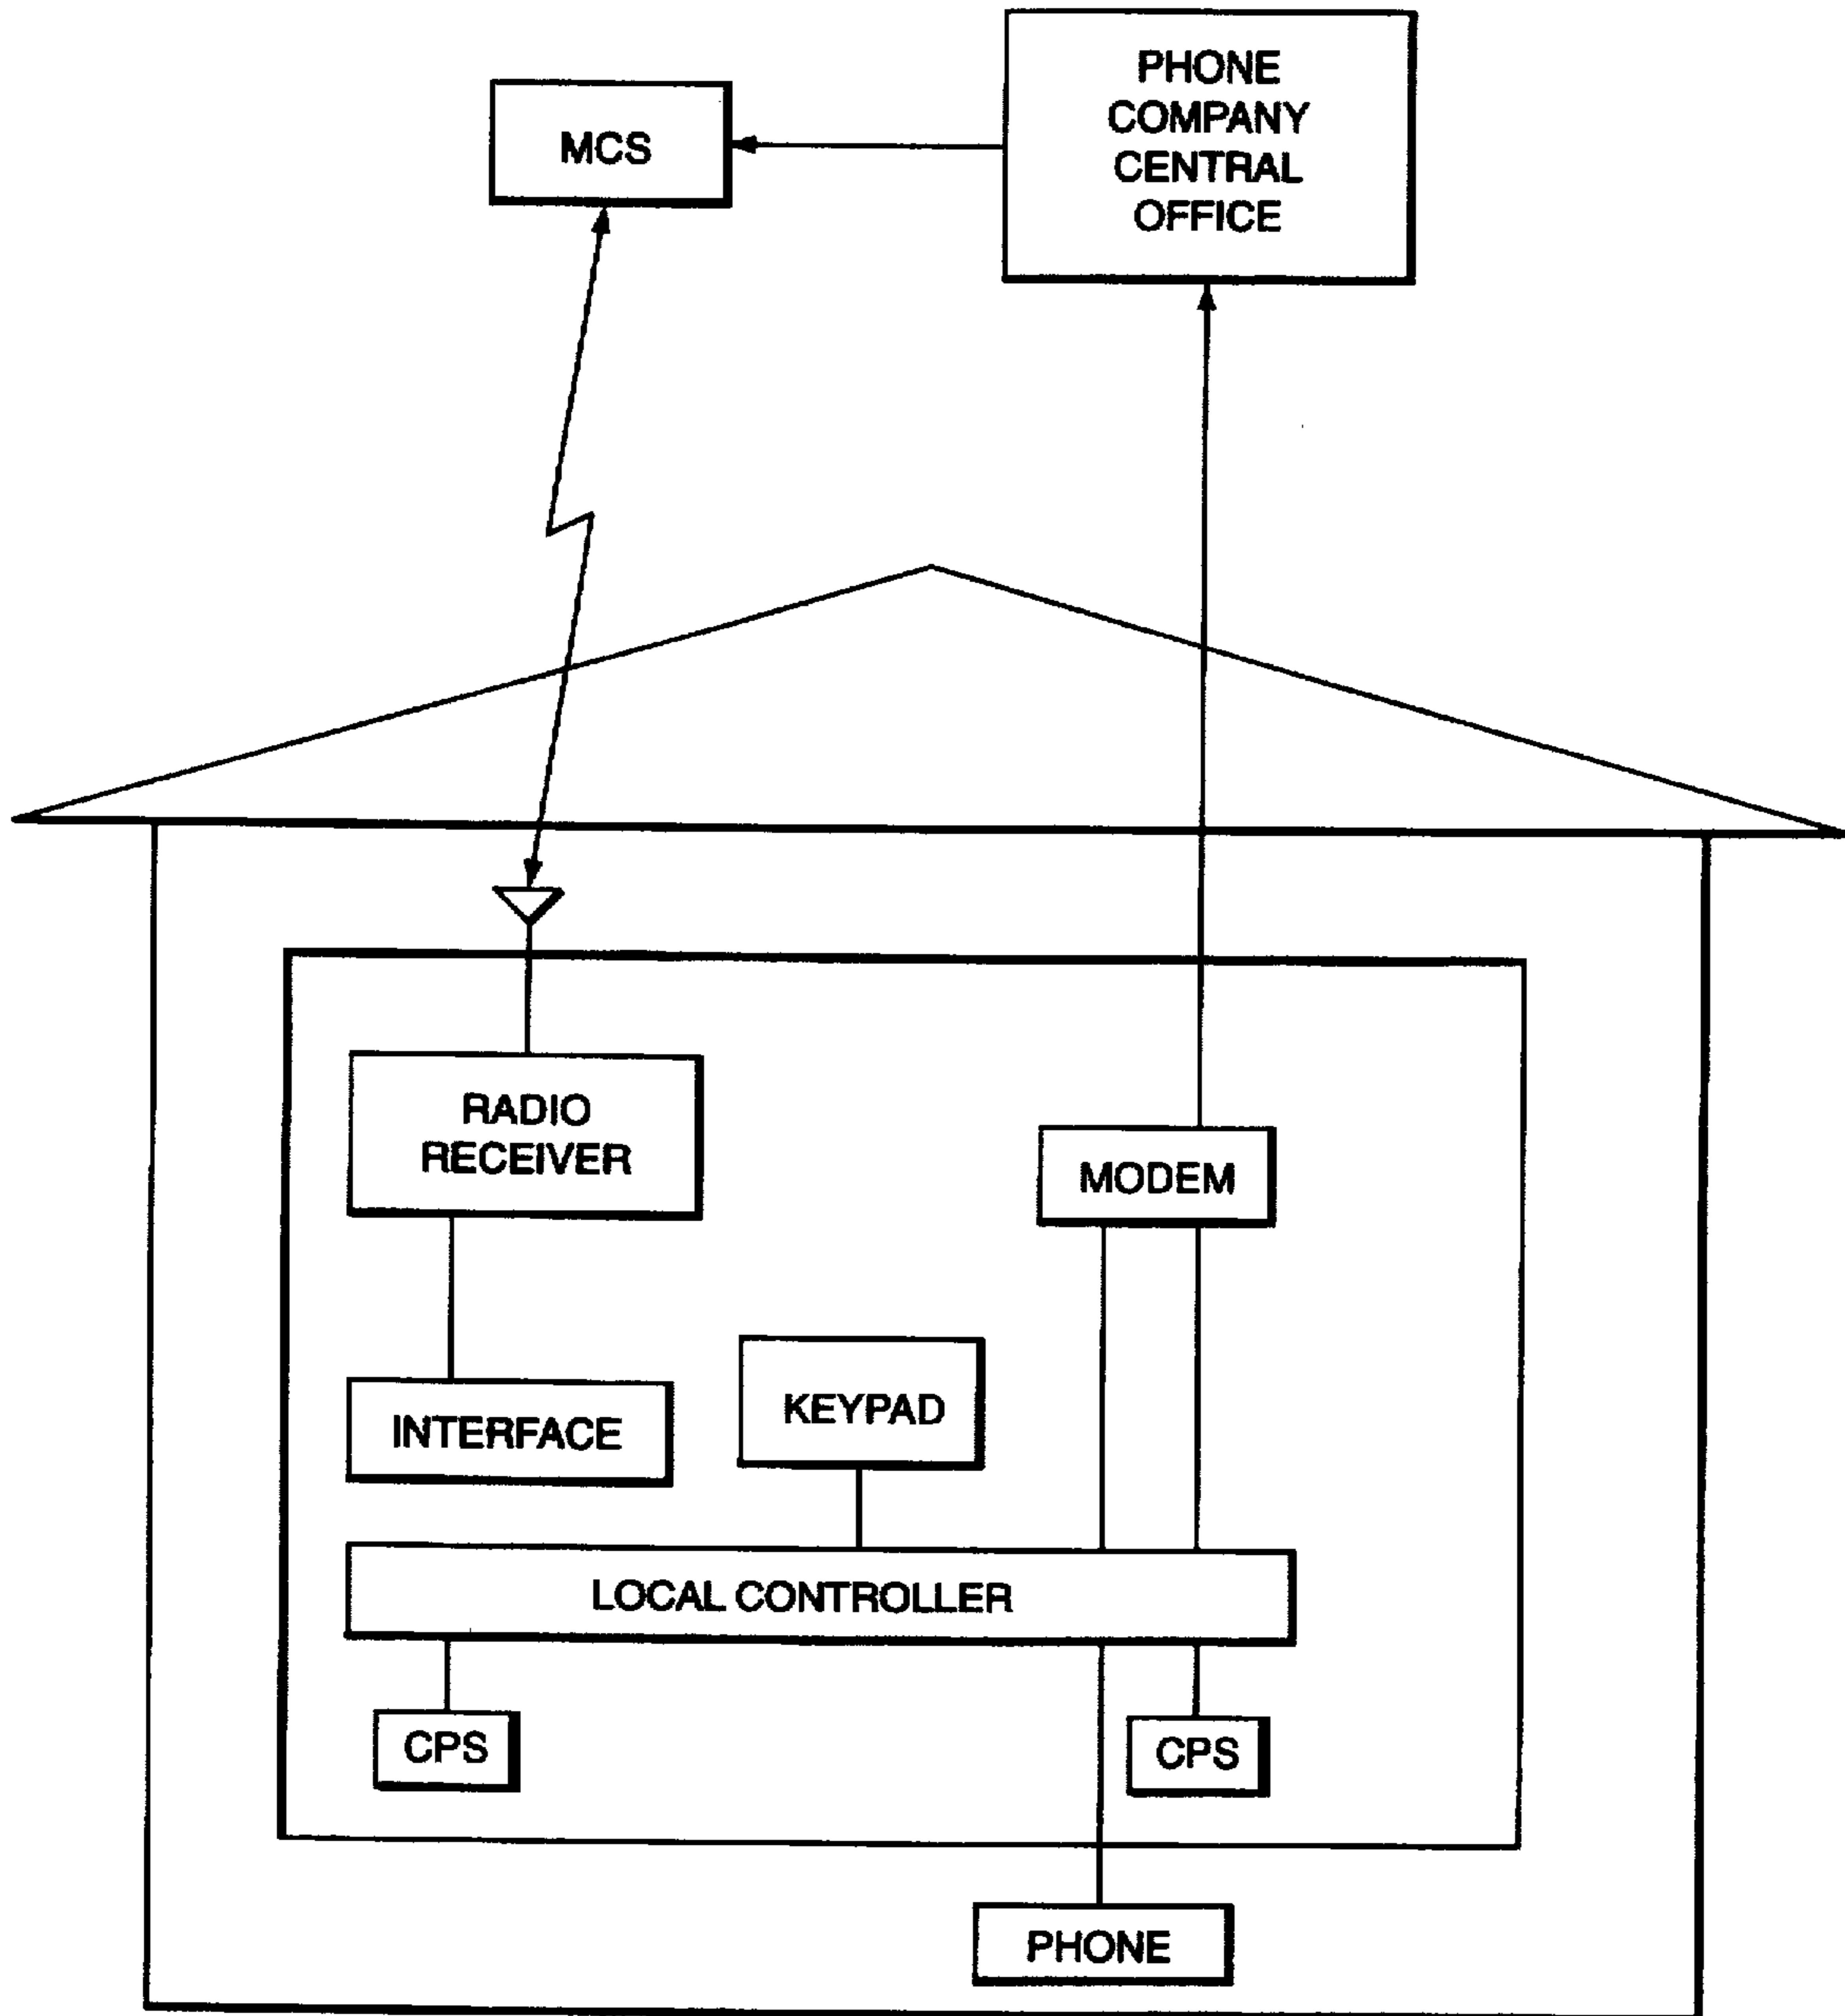 MCS
PHONE
COMPANY
CENTRAL
OFFICE
RADIO
RECEIVER
MODEM
INTERFACE
KEYPAD
LOCAL CONTROLLER
CPS
CPS
PHONE